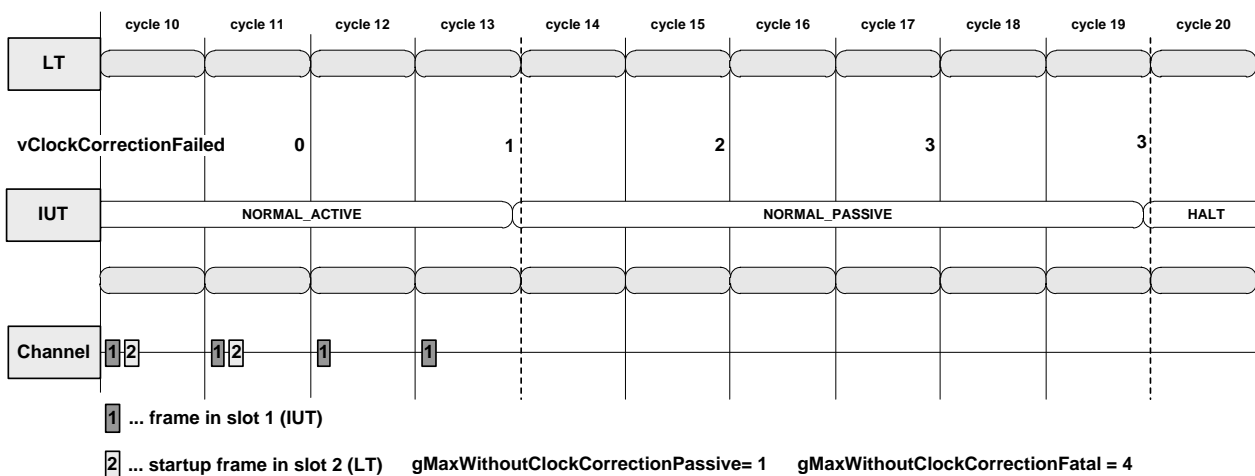 cycle 10 cycle 11 cycle 12 cycle 13 cycle 14 cycle 15 cycle 16 cycle 17 cycle 18 cycle 19 cycle 20
LT
vClockCorrectionFailed 0 1 2 3 3
IUT NORMAL_ACTIVE NORMAL_PASSIVE HALT
Channel 1 2 1 2 1 1
1 ... frame in slot 1 (IUT)
2 ... startup frame in slot 2 (LT) gMaxWithoutClockCorrectionPassive= 1 gMaxWithoutClockCorrectionFatal = 4